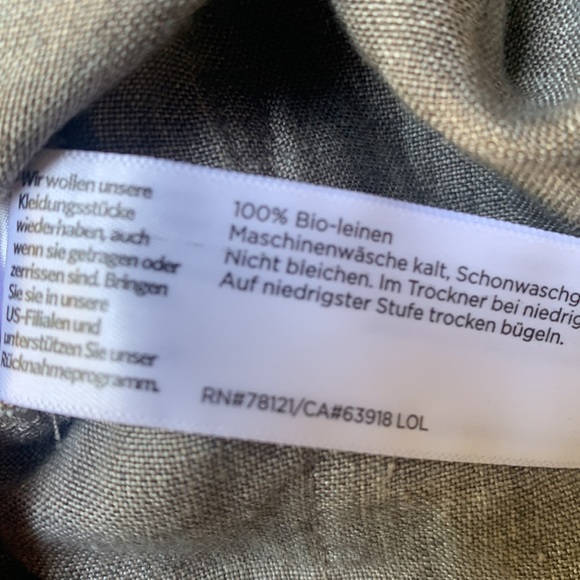 Wir wollen unsere
Kleidungsstücke
wiederhaben, auch
wenn sie getragen oder
zerrissen sind. Bringen
Sie sie in unsere
US-Filialen und
unterstützen Sie unser
Rücknahmeprogramm.
100% Bio-leinen
Maschinenwäsche kalt, Schonwaschg
Nicht bleichen. Im Trockner bei niedrig
Auf niedrigster Stufe trocken bügeln.
RN#78121/CA#63918 LOL